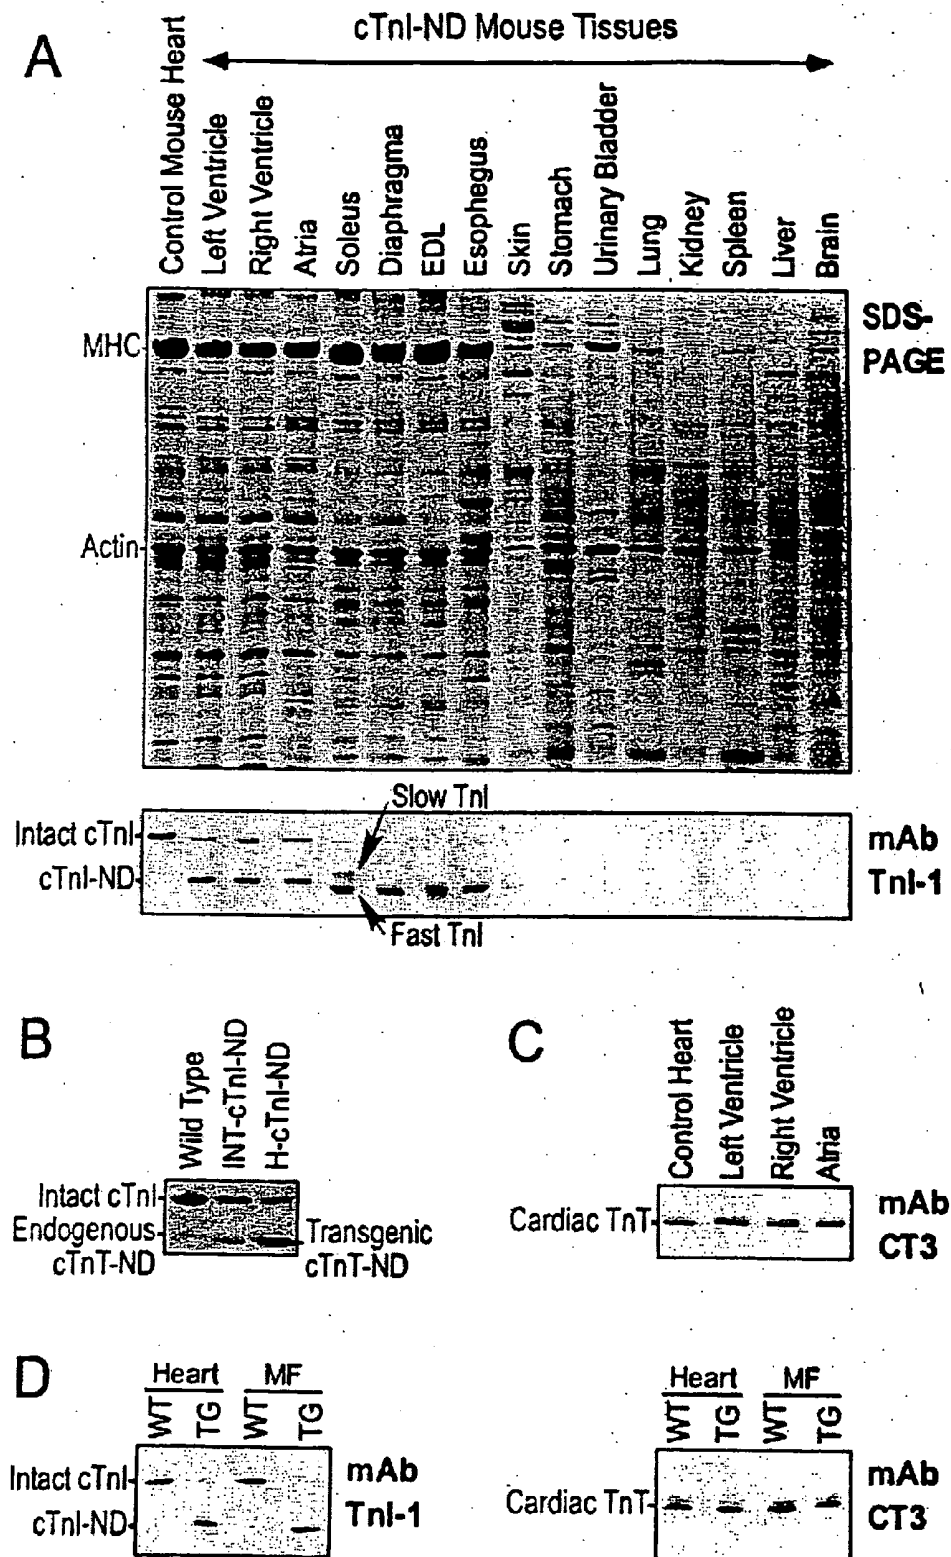 A
cTnI-ND Mouse Tissues
Control Mouse Heart
Left Ventricle
Right Ventricle
Atria
Soleus
Diaphragma
EDL
Esophegus
Skin
Stomach
Urinary Bladder
Lung
Kidney
Spleen
Liver
Brain
SDS-
PAGE
MHC
Actin
Slow TnI
Intact cTnI
cTnI-ND
mAb
TnI-1
Fast TnI
B
Wild Type
INT-cTnI-ND
H-cTnI-ND
Intact cTnI
Endogenous
cTnT-ND
Transgenic
cTnT-ND
C
Control Heart
Left Ventricle
Right Ventricle
Atria
Cardiac TnT
mAb
CT3
D
Heart MF
WT TG WT TG
Intact cTnI
cTnI-ND
mAb
TnI-1
Heart MF
WT TG WT TG
Cardiac TnT
mAb
CT3